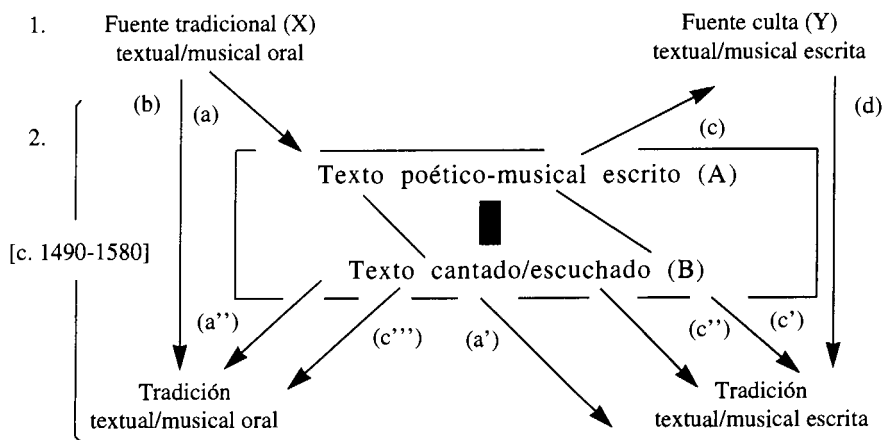 1. Fuente tradicional (X) Fuente culta (Y)
textual/musical oral textual/musical escrita
(b) (a) (c) (d)
2.
Texto poético-musical escrito (A)
[c. 1490-1580] Texto cantado/escuchado (B)
(a'') (c''') (a') (c'') (c')
Tradición Tradición
textual/musical oral textual/musical escrita